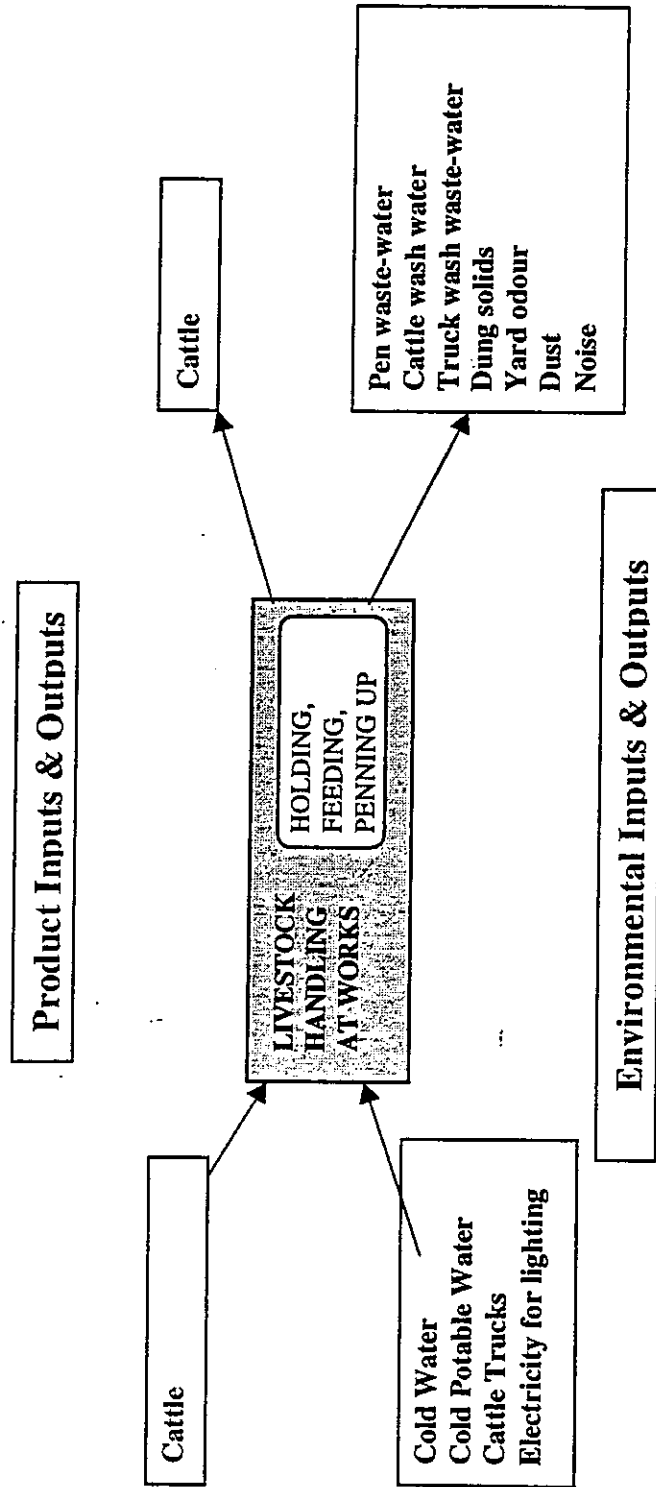 Product Inputs & Outputs
Cattle
Cattle
LIVESTOCK
HANDLING
AT WORKS
HOLDING,
FEEDING,
PENNING UP
Cold Water
Cold Potable Water
Cattle Trucks
Electricity for lighting
Pen waste-water
Cattle wash water
Truck wash waste-water
Dung solids
Yard odour
Dust
Noise
Environmental Inputs & Outputs